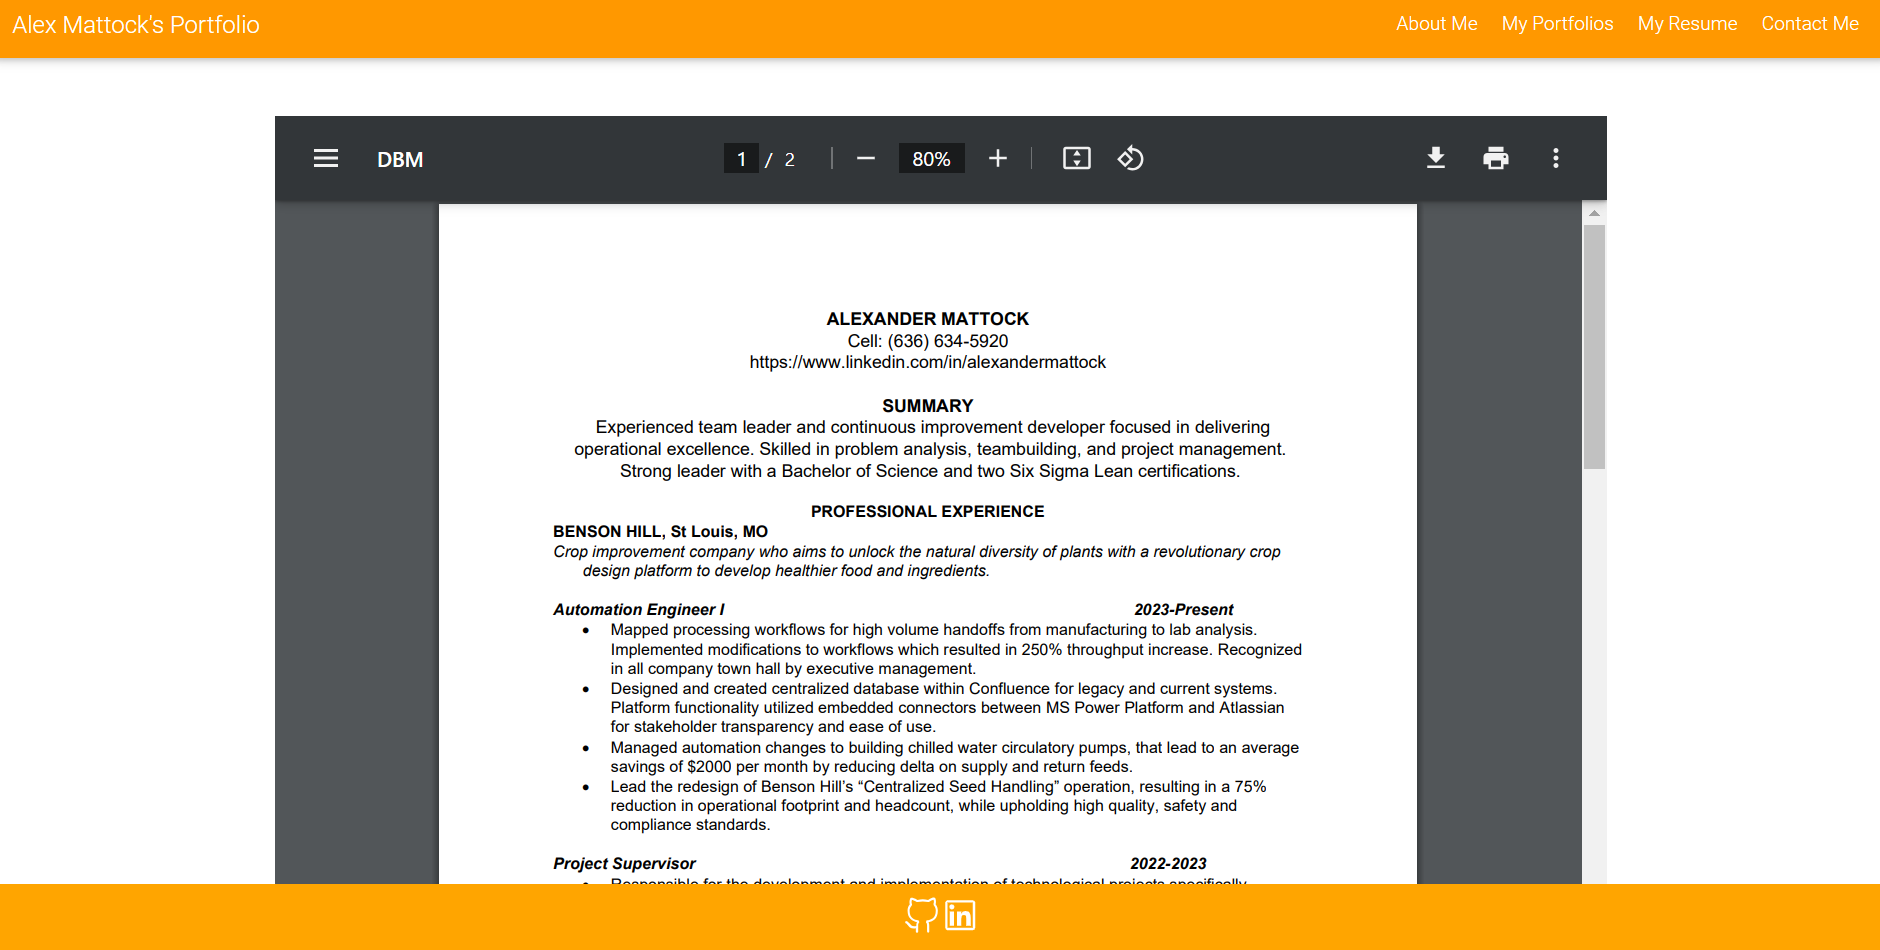 Alex Mattock's Portfolio
About Me My Portfolios My Resume Contact Me
DBM
1 / 2
80%
ALEXANDER MATTOCK
Cell: (636) 634-5920
https://www.linkedin.com/in/alexandermattock
SUMMARY
Experienced team leader and continuous improvement developer focused in delivering
operational excellence. Skilled in problem analysis, teambuilding, and project management.
Strong leader with a Bachelor of Science and two Six Sigma Lean certifications.
PROFESSIONAL EXPERIENCE
BENSON HILL, St Louis, MO
Crop improvement company who aims to unlock the natural diversity of plants with a revolutionary crop
design platform to develop healthier food and ingredients.
Automation Engineer I 2023-Present
• Mapped processing workflows for high volume handoffs from manufacturing to lab analysis.
Implemented modifications to workflows which resulted in 250% throughput increase. Recognized
in all company town hall by executive management.
• Designed and created centralized database within Confluence for legacy and current systems.
Platform functionality utilized embedded connectors between MS Power Platform and Atlassian
for stakeholder transparency and ease of use.
• Managed automation changes to building chilled water circulatory pumps, that lead to an average
savings of $2000 per month by reducing delta on supply and return feeds.
• Lead the redesign of Benson Hill’s “Centralized Seed Handling” operation, resulting in a 75%
reduction in operational footprint and headcount, while upholding high quality, safety and
compliance standards.
Project Supervisor 2022-2023
• Responsible for the development and implementation of technological projects specifically
in